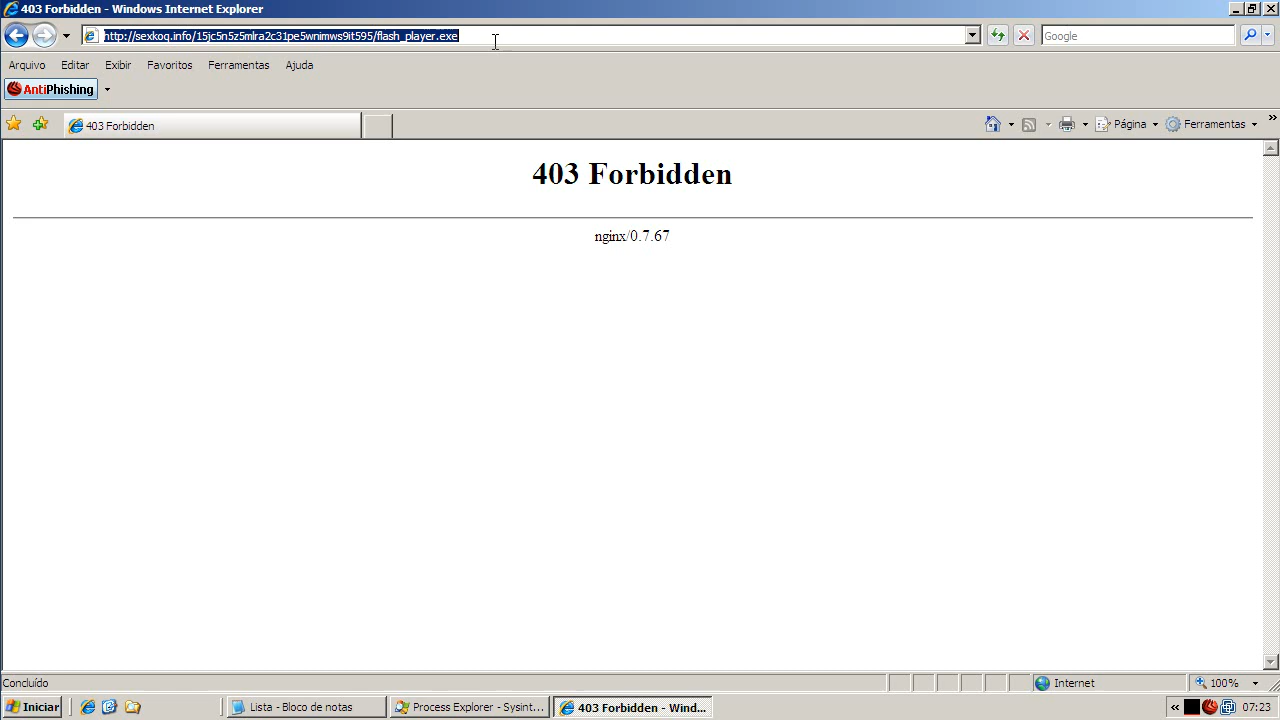 403 Forbidden - Windows Internet Explorer
http://sexkoq.info/15jc5n5z5mlra2c31pe5wnimws9it595/flash_player.exe
Google
Arquivo Editar Exibir Favoritos Ferramentas Ajuda
AntiPhishing
403 Forbidden
Página
Ferramentas
403 Forbidden
nginx/0.7.67
Concluído
Internet
100%
Iniciar
Lista - Bloco de notas
Process Explorer - Sysint...
403 Forbidden - Wind...
07:23